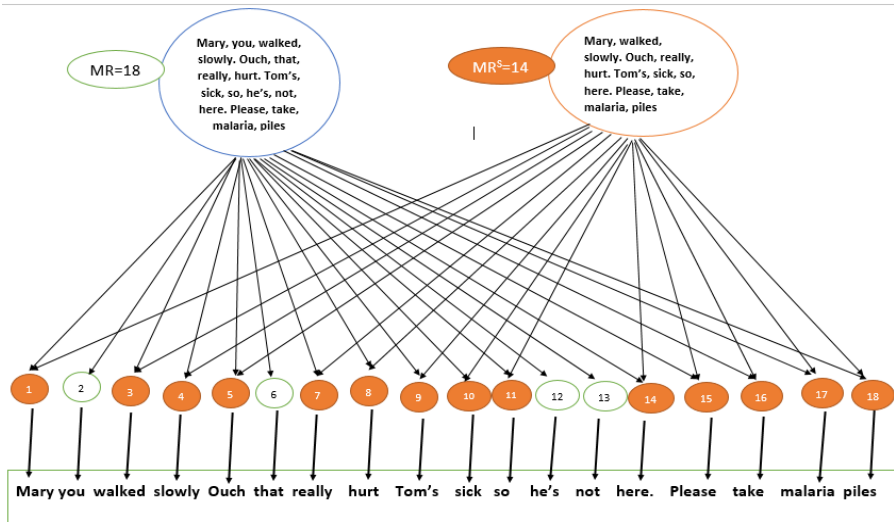 Mary, you, walked,
slowly. Ouch, that,
really, hurt. Tom's,
sick, so, he's, not,
here. Please, take,
malaria, piles
MR=18
Mary, walked,
slowly. Ouch, really,
hurt. Tom's, sick, so,
here. Please, take,
malaria, piles
MRˢ=14
1 2 3 4 5 6 7 8 9 10 11 12 13 14 15 16 17 18
Mary you walked slowly Ouch that really hurt Tom's sick so he's not here. Please take malaria piles